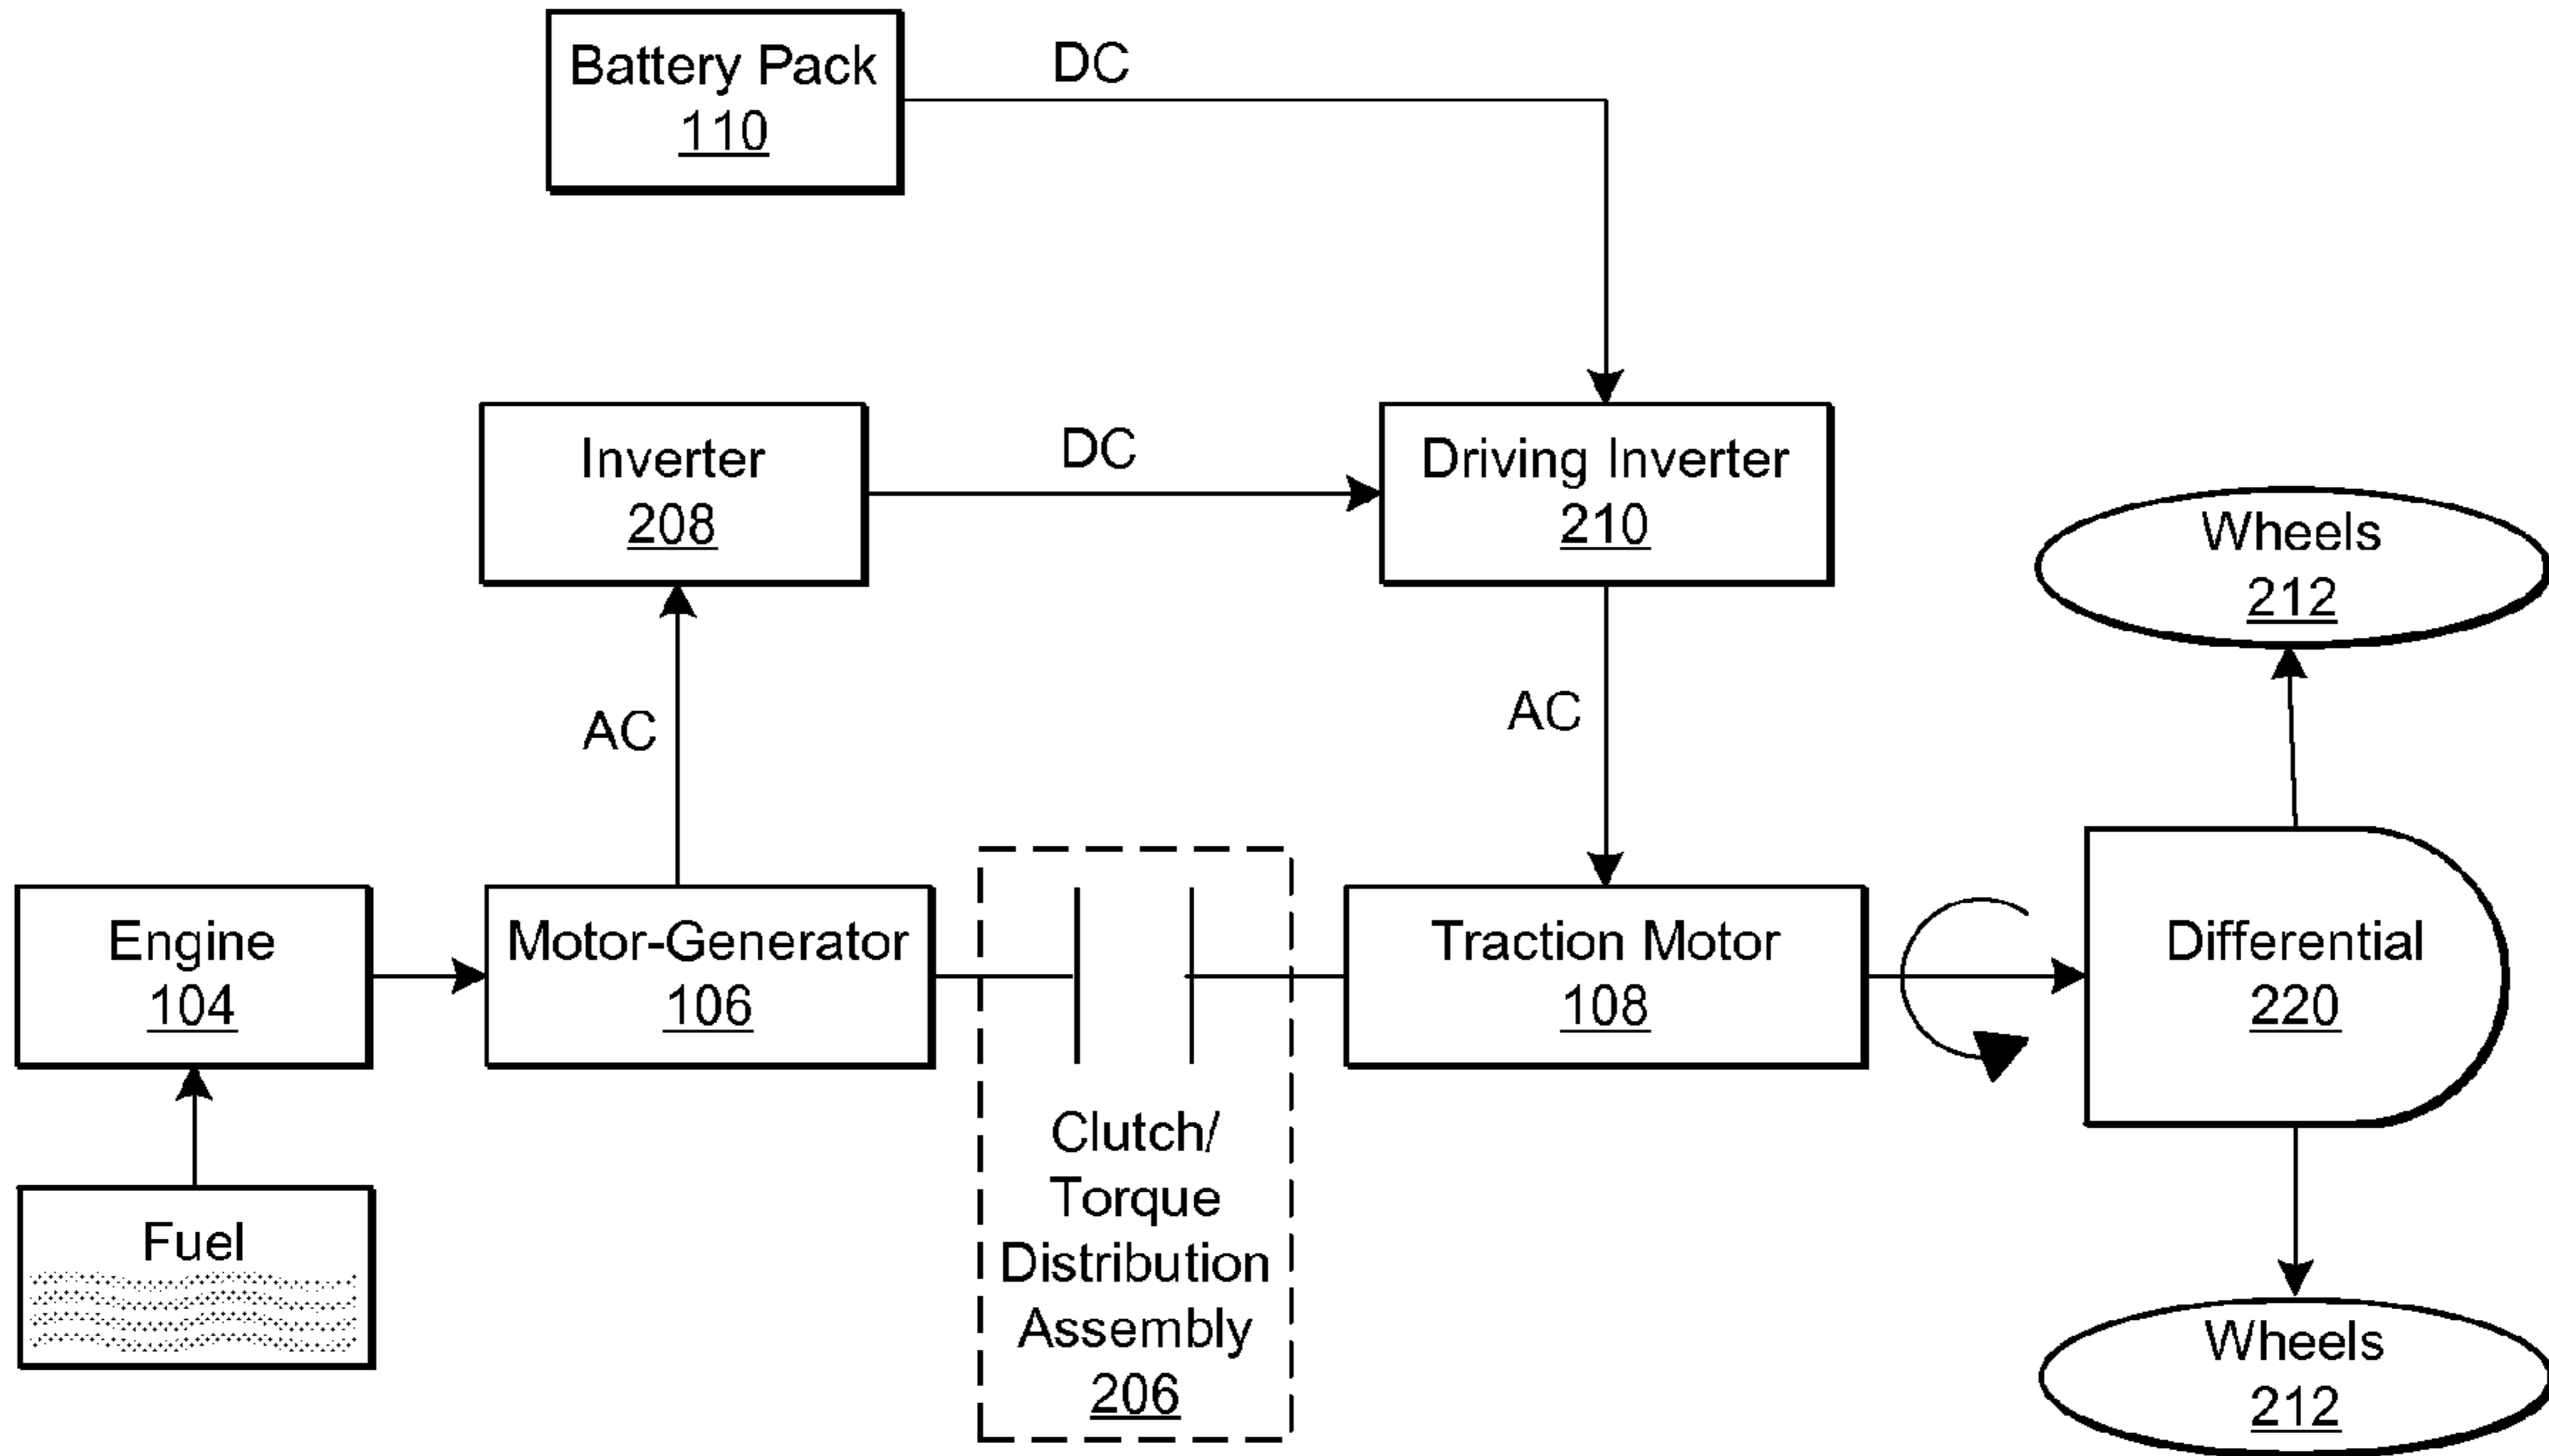 Battery Pack
110
DC
Inverter
208
DC
Driving Inverter
210
Wheels
212
AC
AC
Engine
104
Motor-Generator
106
Traction Motor
108
Differential
220
Clutch/
Torque
Distribution
Assembly
206
Fuel
Wheels
212